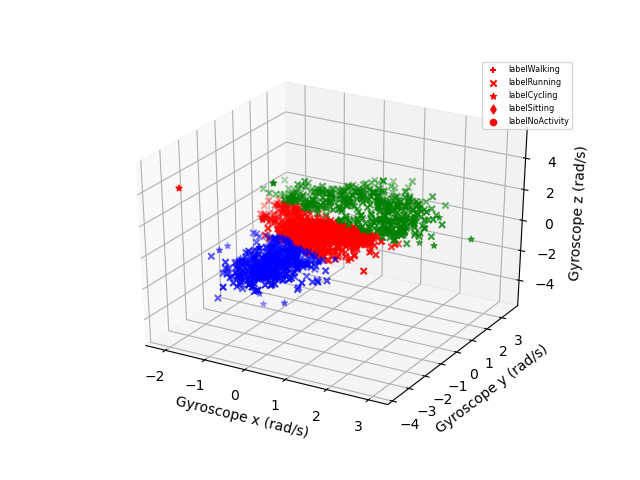 labelWalking
labelRunning
labelCycling
labelSitting
labelNoActivity
4
2
0
−2
−4
Gyroscope z (rad/s)
3
2
1
0
−1
−2
−3
−4
Gyroscope y (rad/s)
−2
−1
0
1
2
3
Gyroscope x (rad/s)